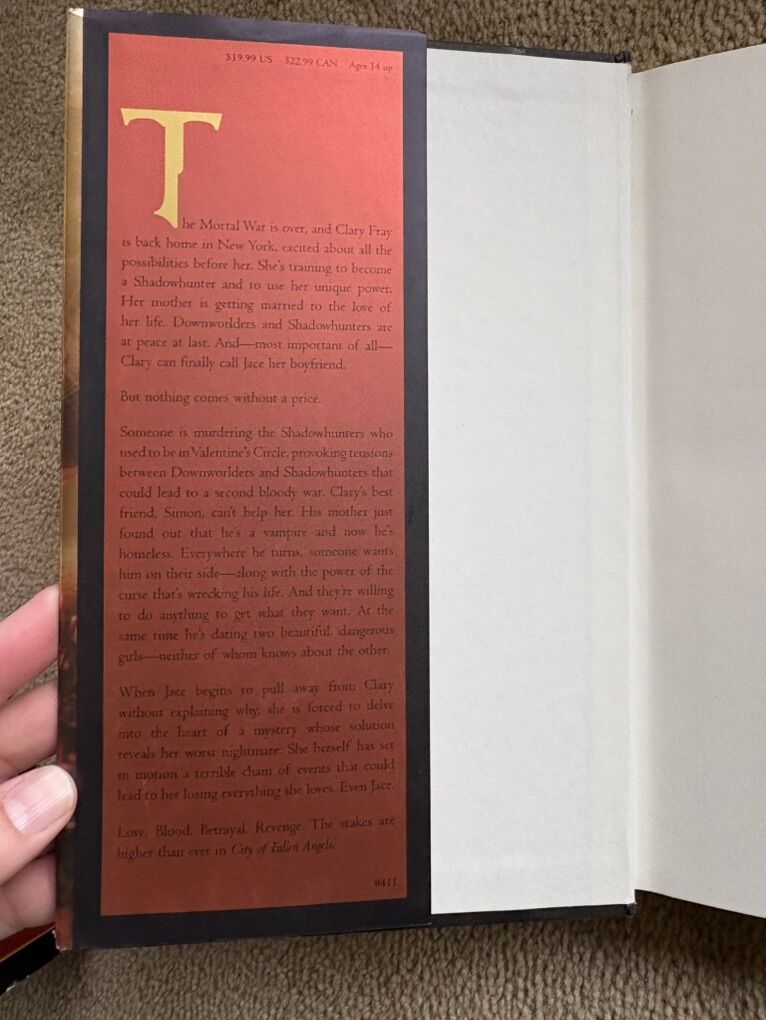 $19.99 US $22.99 CAN Ages 14 up
The Mortal War is over, and Clary Fray
is back home in New York, excited about all the
possibilities before her. She's training to become
a Shadowhunter and to use her unique power.
Her mother is getting married to the love of
her life. Downworlders and Shadowhunters are
at peace at last. And—most important of all—
Clary can finally call Jace her boyfriend.
But nothing comes without a price.
Someone is murdering the Shadowhunters who
used to be in Valentine's Circle, provoking tensions
between Downworlders and Shadowhunters that
could lead to a second bloody war. Clary's best
friend, Simon, can't help her. His mother just
found out that he's a vampire and now he's
homeless. Everywhere he turns, someone wants
him on their side—along with the power of the
curse that's wrecking his life. And they're willing
to do anything to get what they want. At the
same time he's dating two beautiful, dangerous
girls—neither of whom knows about the other.
When Jace begins to pull away from Clary
without explaining why, she is forced to delve
into the heart of a mystery whose solution
reveals her worst nightmare: She herself has set
in motion a terrible chain of events that could
lead to her losing everything she loves. Even Jace.
Love. Blood. Betrayal. Revenge. The stakes are
higher than ever in City of Fallen Angels.
0411